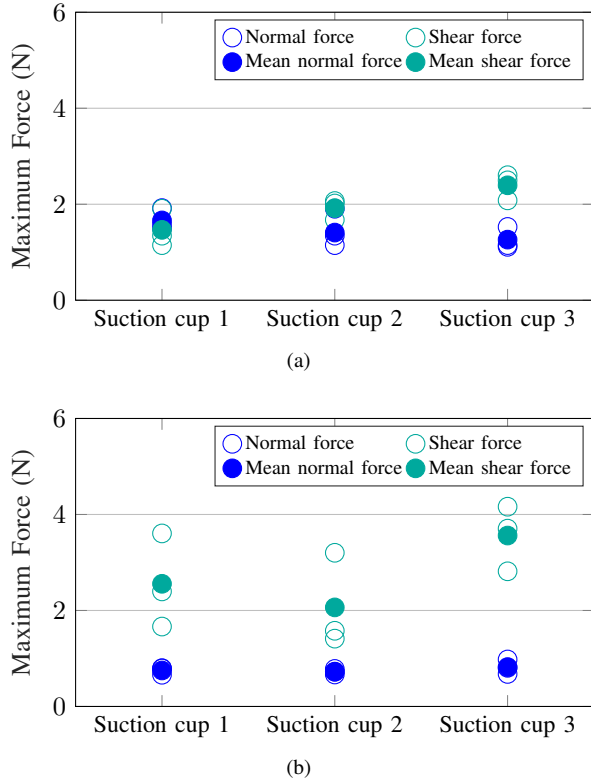 6
Normal force Shear force
Mean normal force Mean shear force
4
2
0
Maximum Force (N)
Suction cup 1 Suction cup 2 Suction cup 3
(a)
6
Normal force Shear force
Mean normal force Mean shear force
4
2
0
Maximum Force (N)
Suction cup 1 Suction cup 2 Suction cup 3
(b)